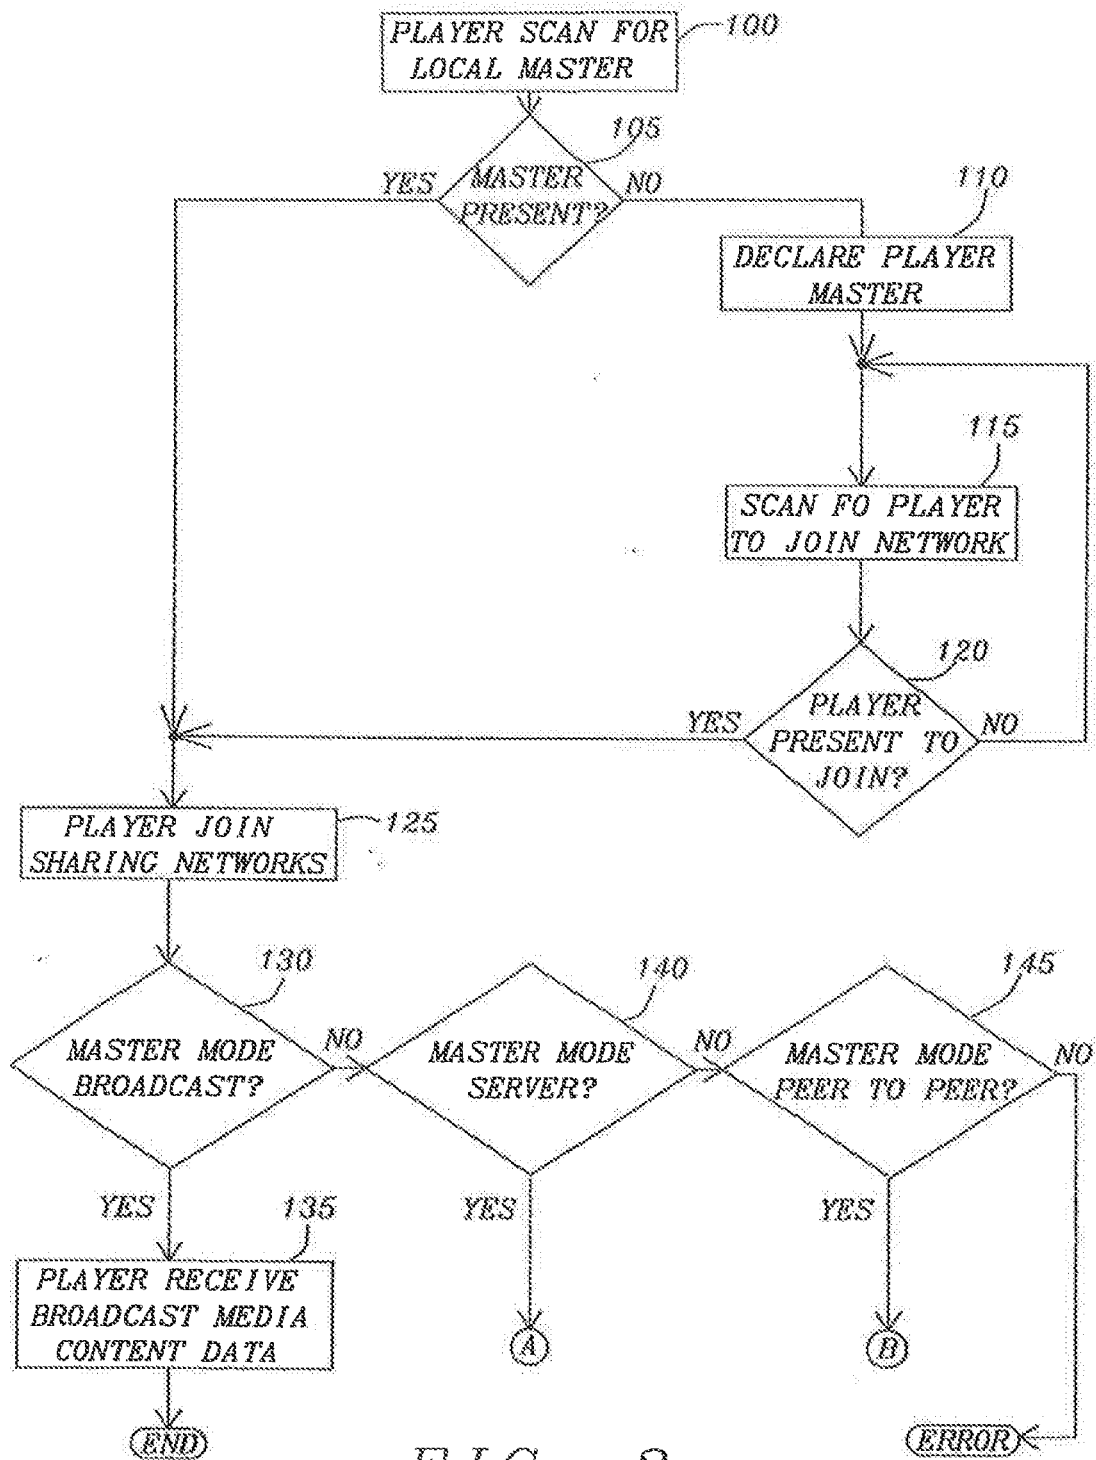 PLAYER SCAN FOR
LOCAL MASTER
100
105
MASTER
PRESENT?
YES
NO
110
DECLARE PLAYER
MASTER
115
SCAN FO PLAYER
TO JOIN NETWORK
120
PLAYER
PRESENT TO
JOIN?
YES
NO
PLAYER JOIN
SHARING NETWORKS
125
130
MASTER MODE
BROADCAST?
NO
YES
140
MASTER MODE
SERVER?
NO
YES
145
MASTER MODE
PEER TO PEER?
NO
YES
135
PLAYER RECEIVE
BROADCAST MEDIA
CONTENT DATA
A
B
END
ERROR
FIG.